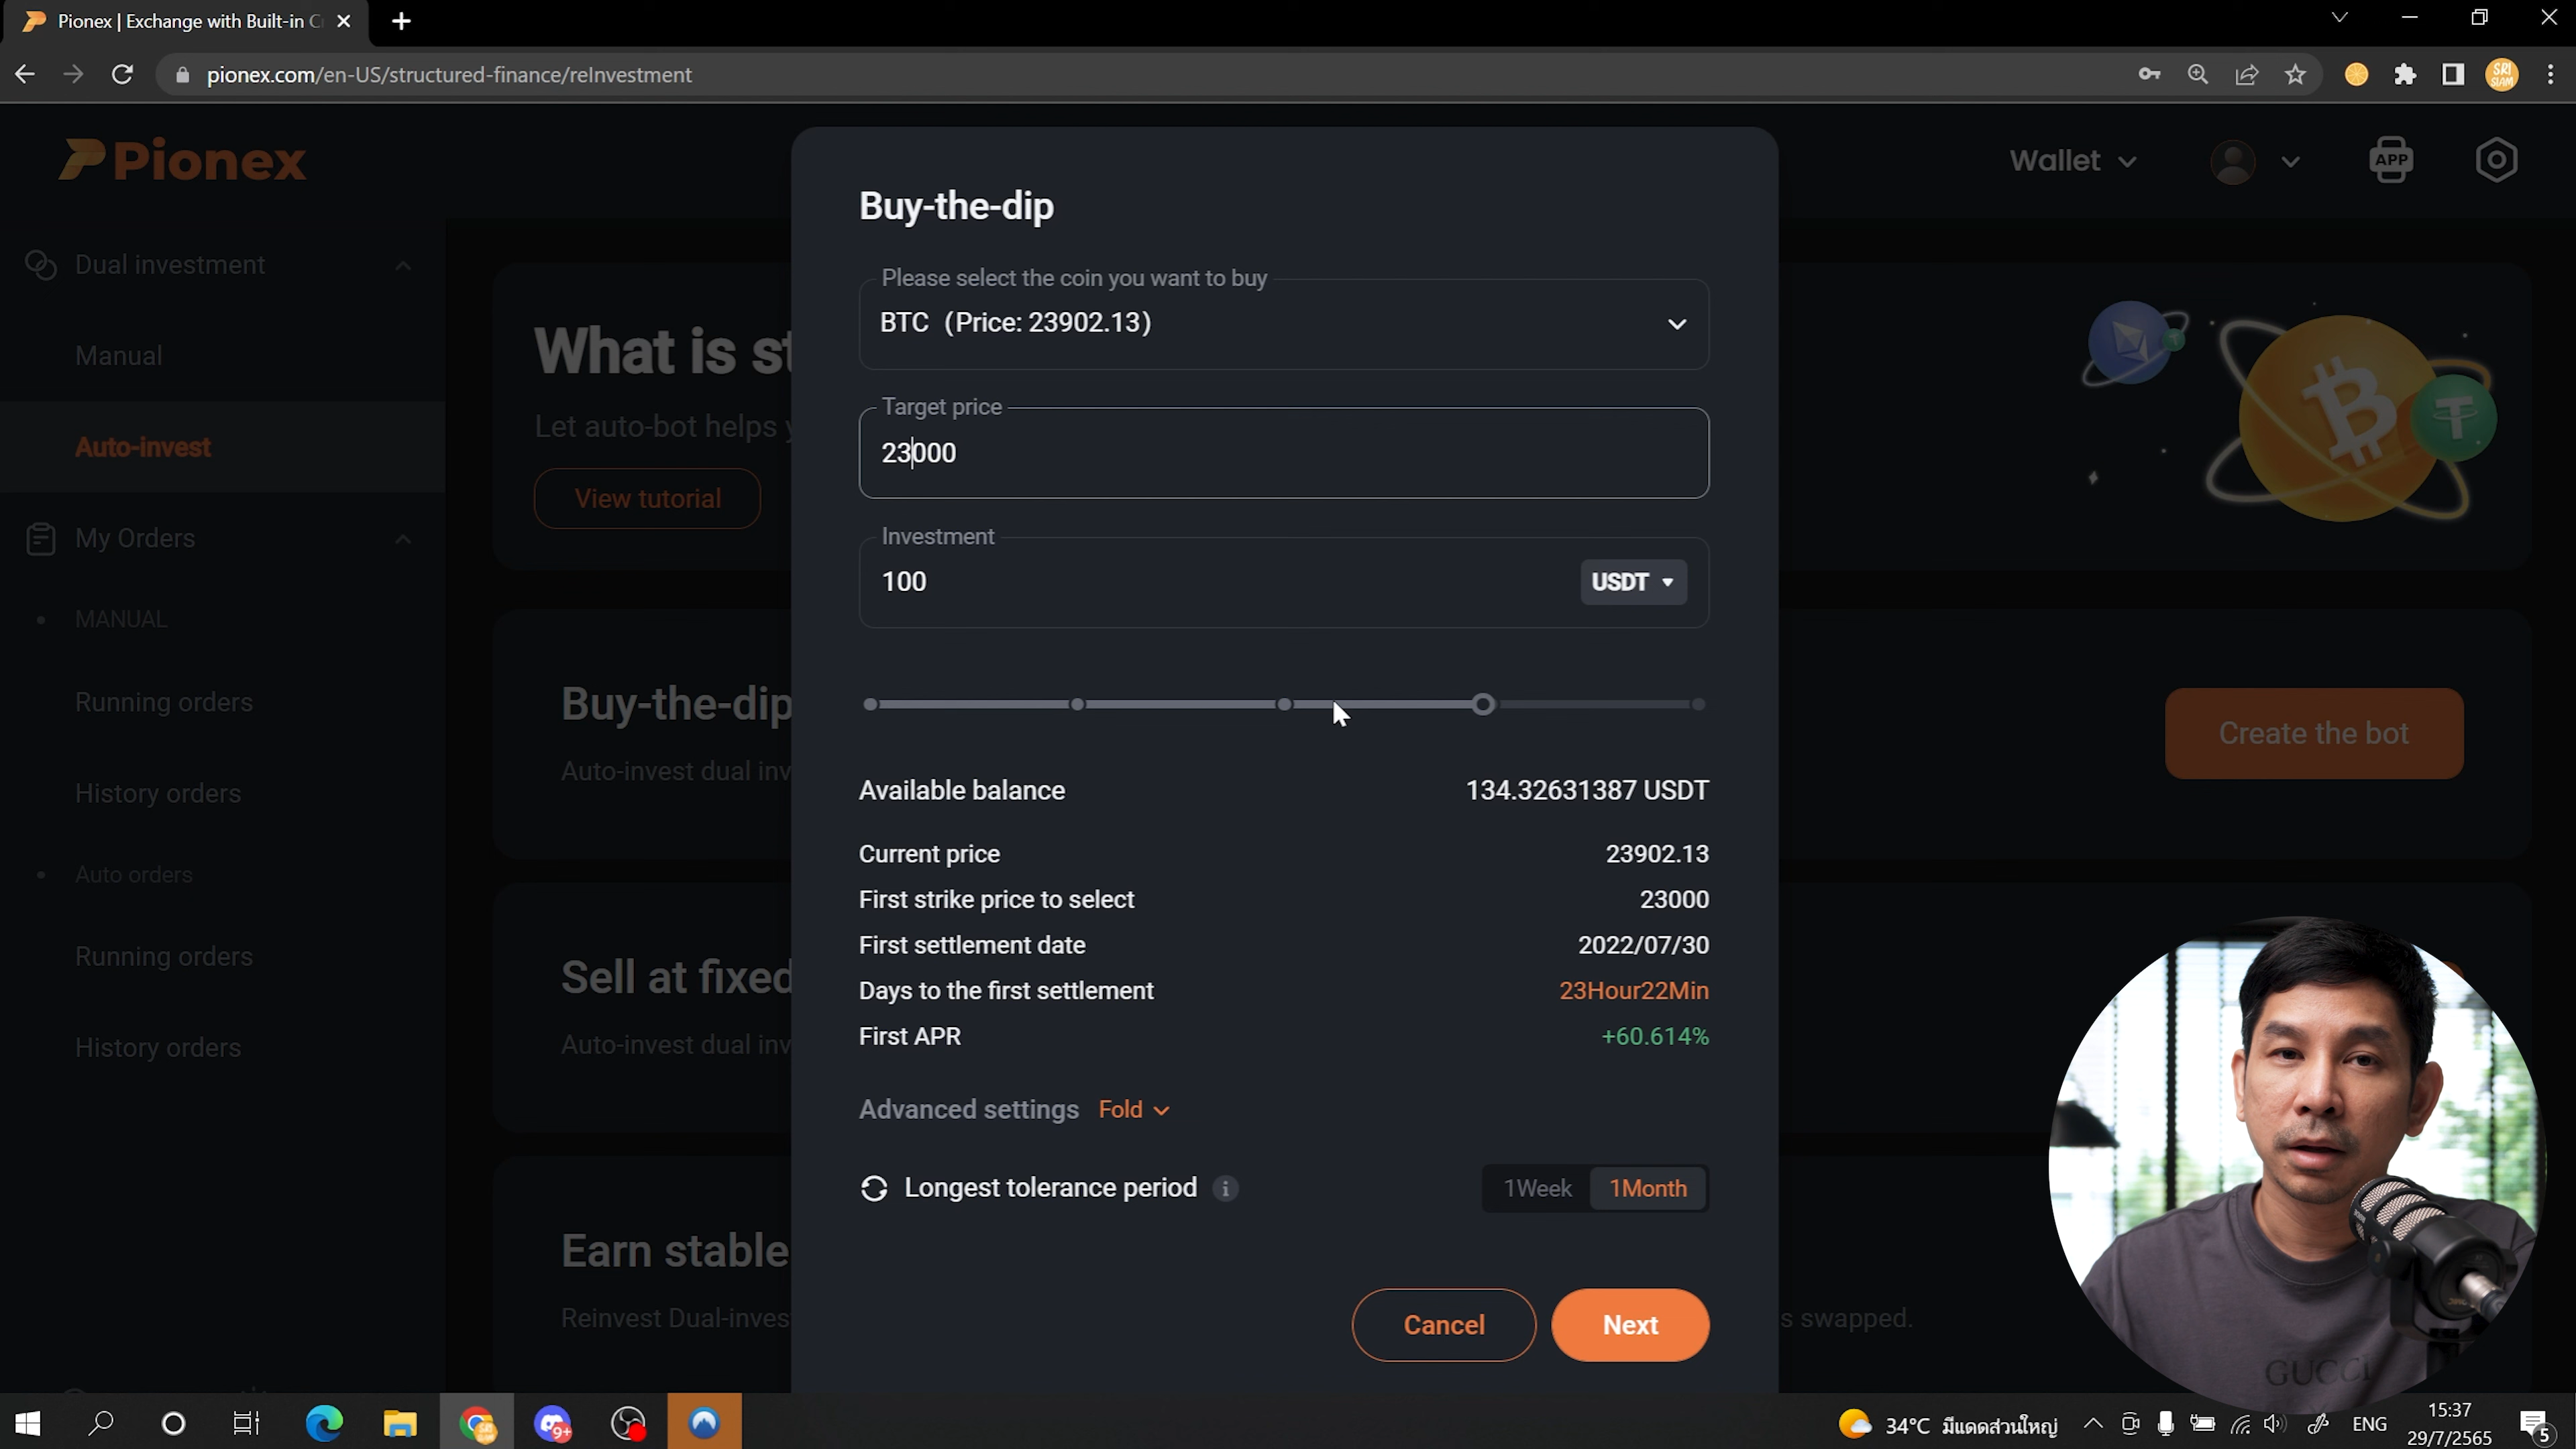 Pionex | Exchange with Built-in Cr
pionex.com/en-US/structured-finance/reInvestment
SRI
SIAM
Pionex
Wallet
APP
Dual investment
Manual
Auto-invest
My Orders
MANUAL
Running orders
History orders
Auto orders
Running orders
History orders
What is st
Let auto-bot helps y
View tutorial
Buy-the-dip
Auto-invest dual inv
Create the bot
Sell at fixed
Auto-invest dual inv
Earn stable
Reinvest Dual-inves
s swapped.
Buy-the-dip
Please select the coin you want to buy
BTC (Price: 23902.13)
Target price
23000
Investment
100
USDT
Available balance 134.32631387 USDT
Current price 23902.13
First strike price to select 23000
First settlement date 2022/07/30
Days to the first settlement 23Hour22Min
First APR +60.614%
Advanced settings Fold
Longest tolerance period 1Week 1Month
Cancel Next
GUCCI
9+
34°C มีแดดส่วนใหญ่
ENG
15:37
29/7/2565
5